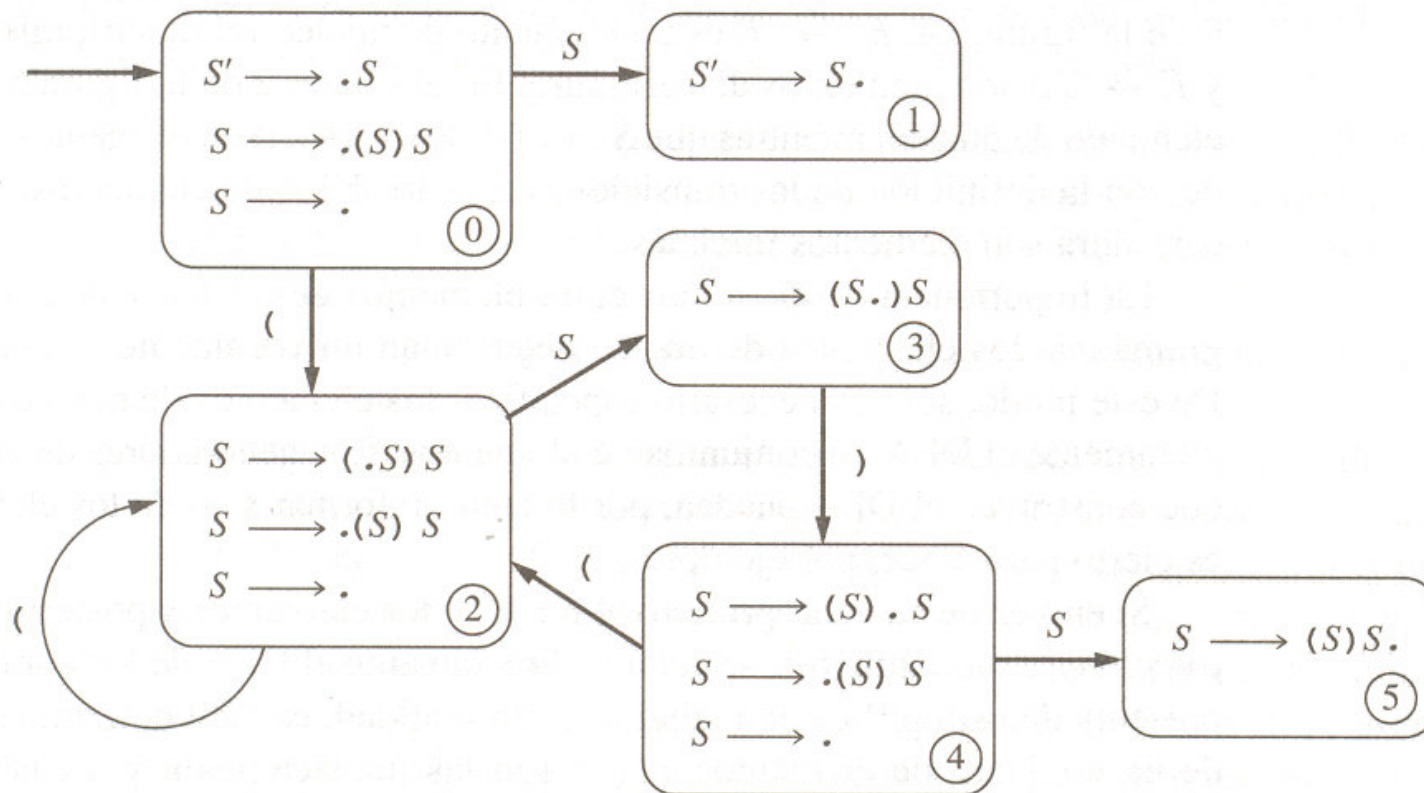 S' → .S
S → .(S)S
S → .
0
S
S' → S.
1
(
S
S → (S.)S
3
)
S → (.S)S
S → .(S)S
S → .
2
(
(
S → (S).S
S → .(S)S
S → .
4
S
S → (S)S.
5